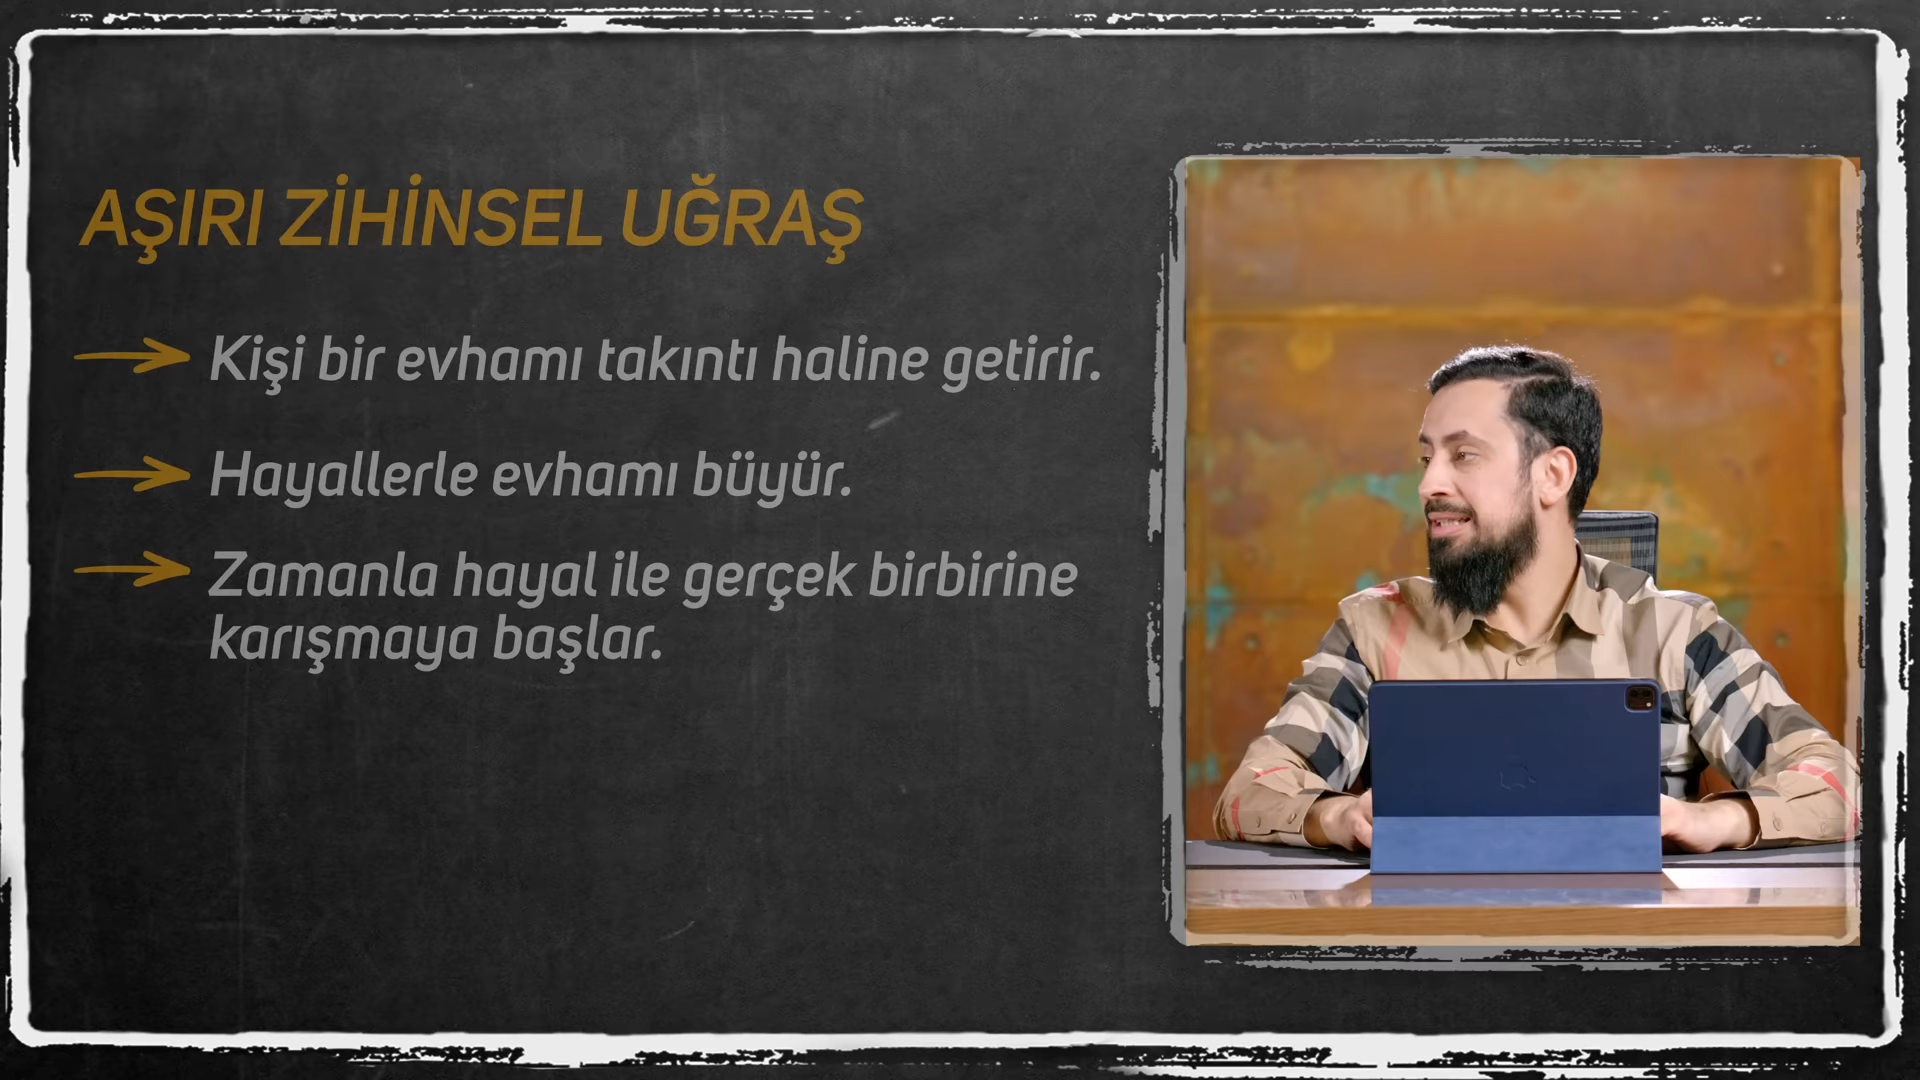 AŞIRI ZİHİNSEL UĞRAŞ
Kişi bir evhamı takıntı haline getirir.
Hayallerle evhamı büyür.
Zamanla hayal ile gerçek birbirine
karışmaya başlar.